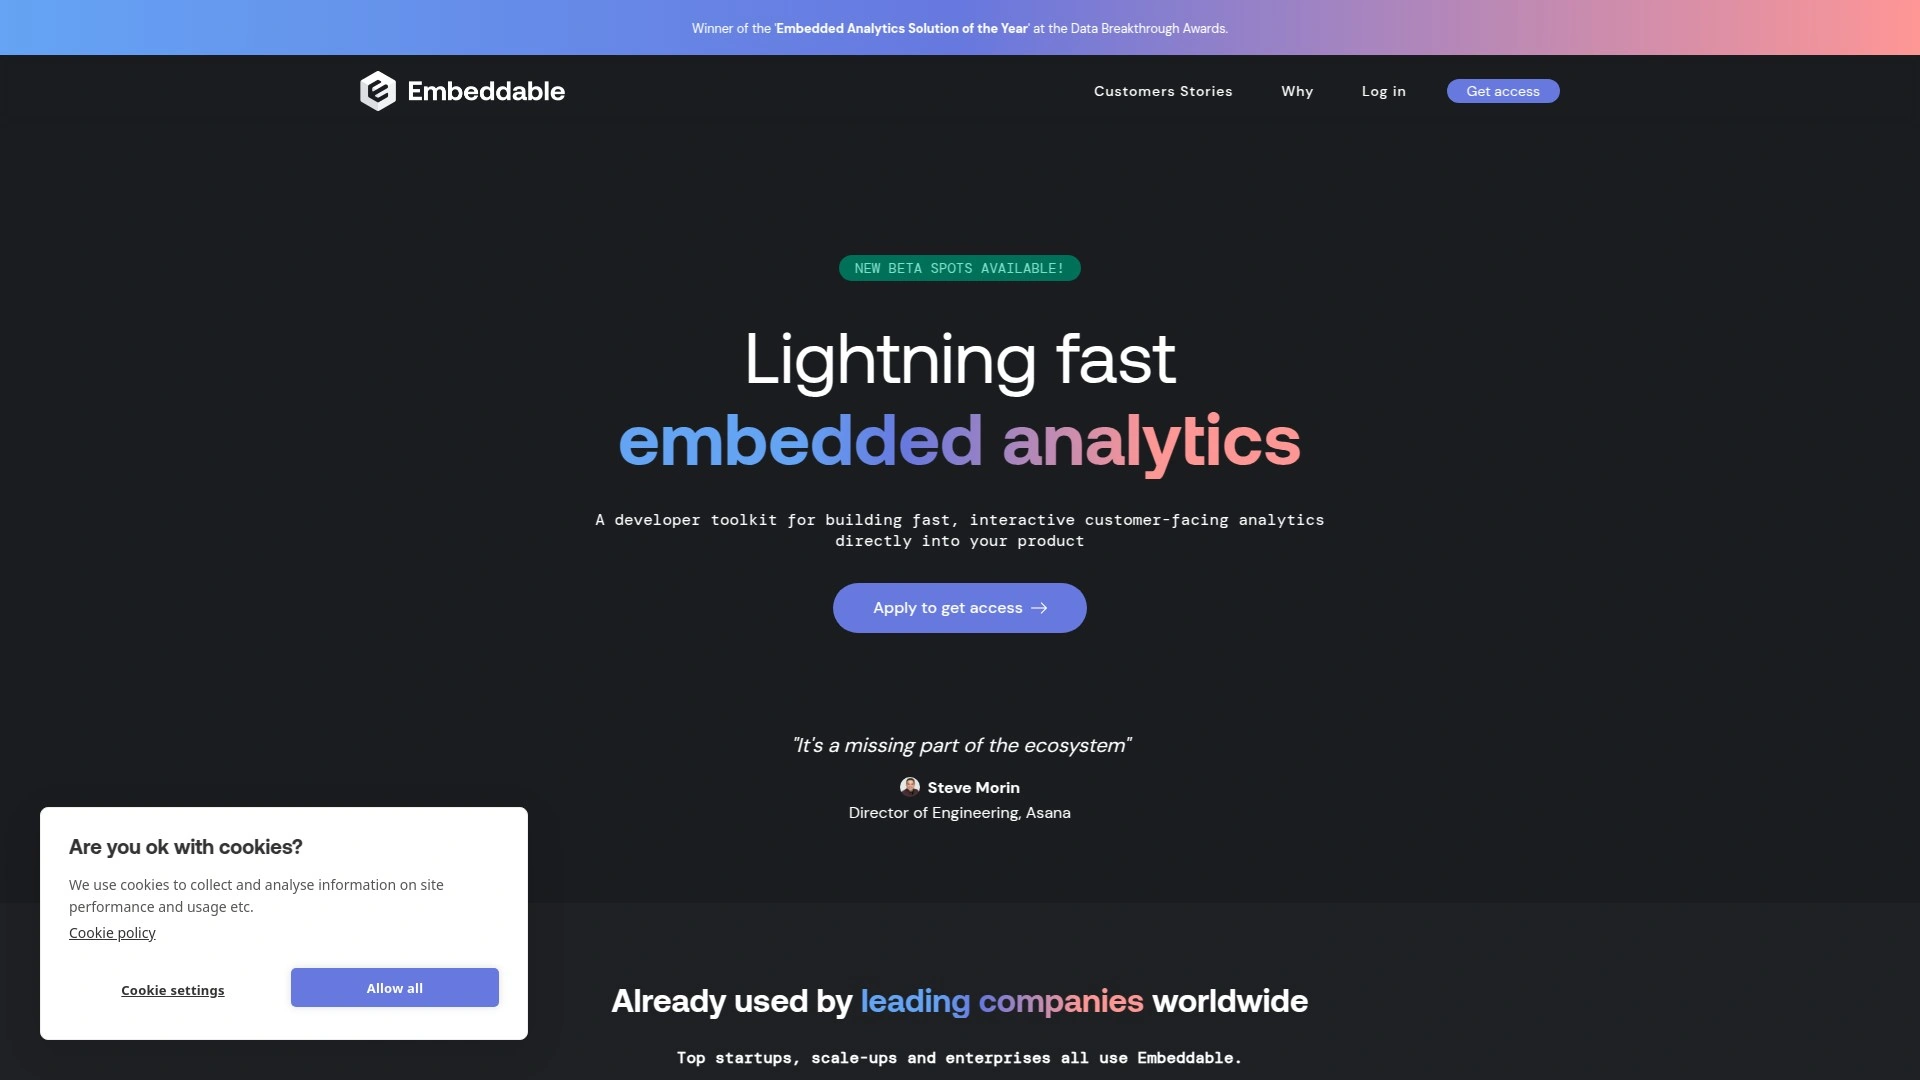 Winner of the 'Embedded Analytics Solution of the Year' at the Data Breakthrough Awards.
Embeddable
Customers Stories
Why
Log in
Get access
NEW BETA SPOTS AVAILABLE!
Lightning fast
embedded analytics
A developer toolkit for building fast, interactive customer-facing analytics
directly into your product
Apply to get access →
"It's a missing part of the ecosystem"
Steve Morin
Director of Engineering, Asana
Are you ok with cookies?
We use cookies to collect and analyse information on site
performance and usage etc.
Cookie policy
Cookie settings
Allow all
Already used by leading companies worldwide
Top startups, scale-ups and enterprises all use Embeddable.